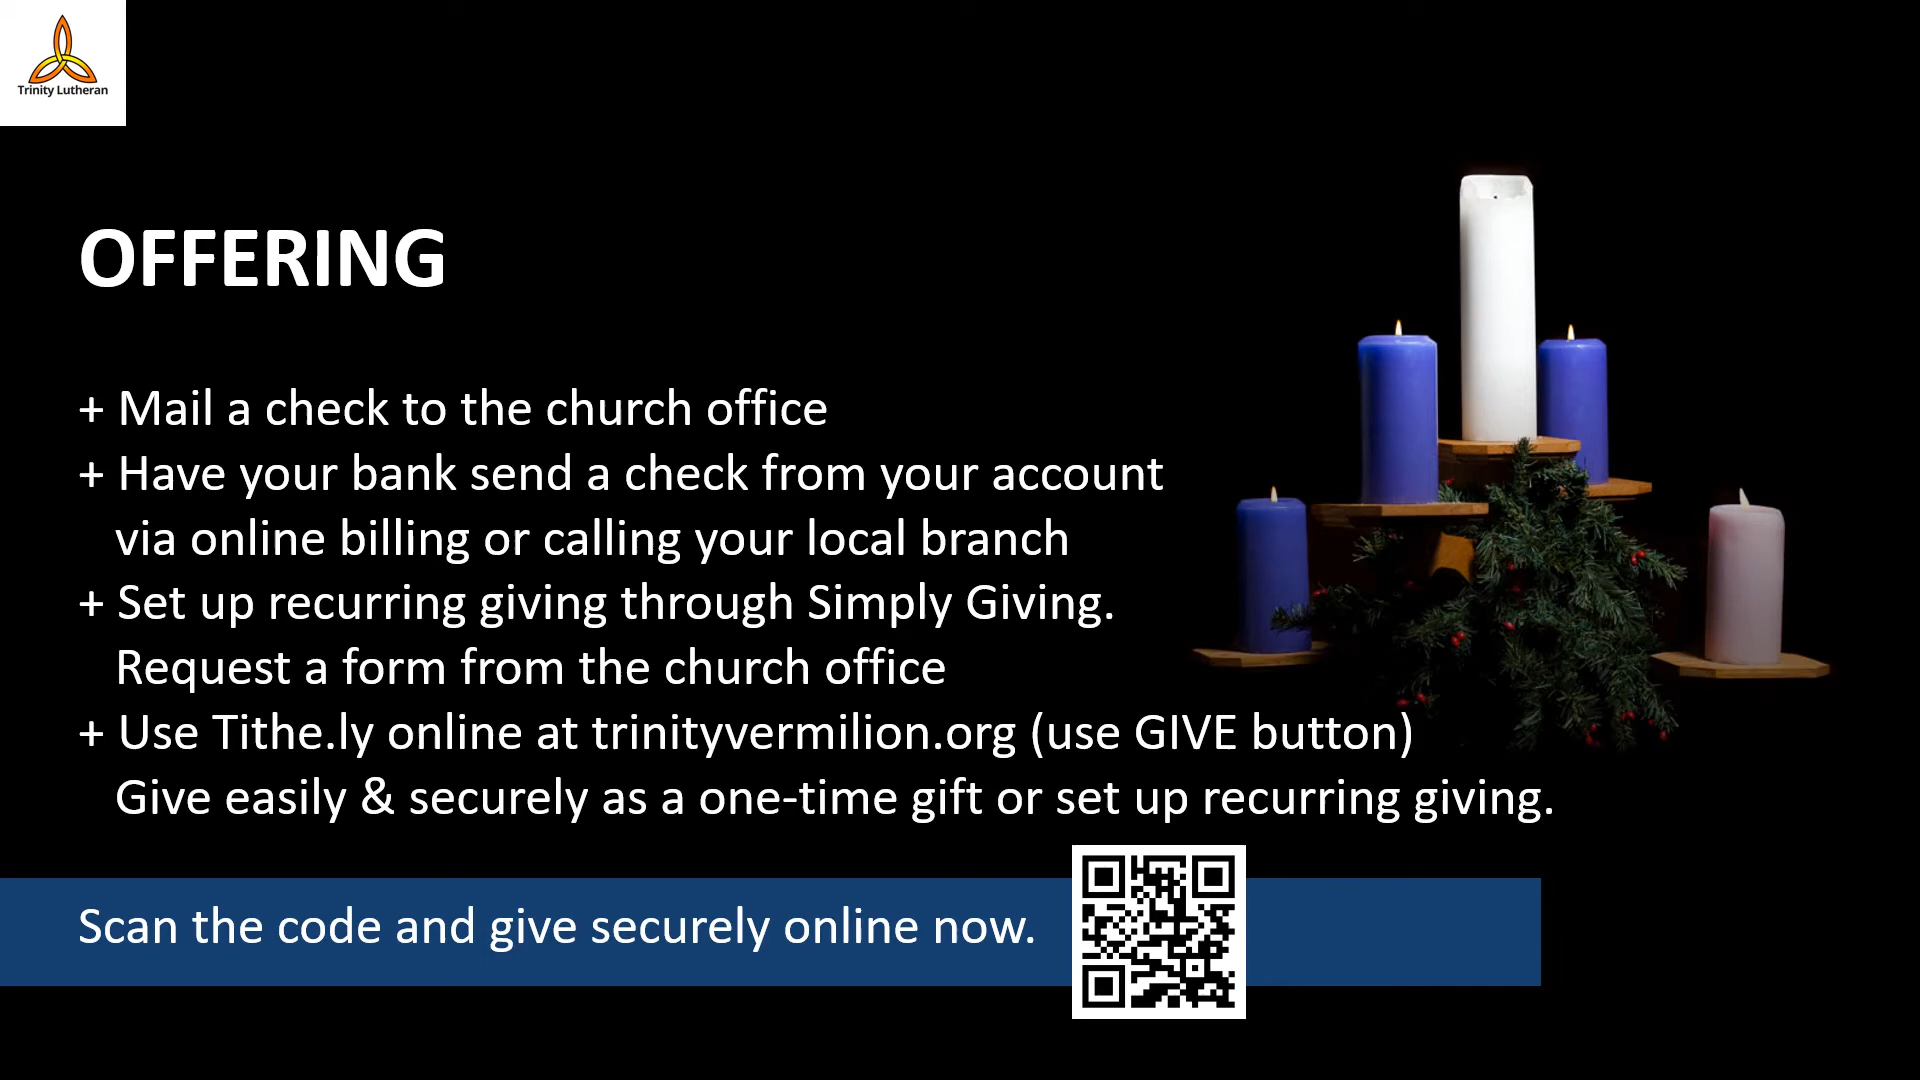 Trinity Lutheran
OFFERING
+ Mail a check to the church office
+ Have your bank send a check from your account
via online billing or calling your local branch
+ Set up recurring giving through Simply Giving.
Request a form from the church office
+ Use Tithe.ly online at trinityvermilion.org (use GIVE button)
Give easily & securely as a one-time gift or set up recurring giving.
Scan the code and give securely online now.